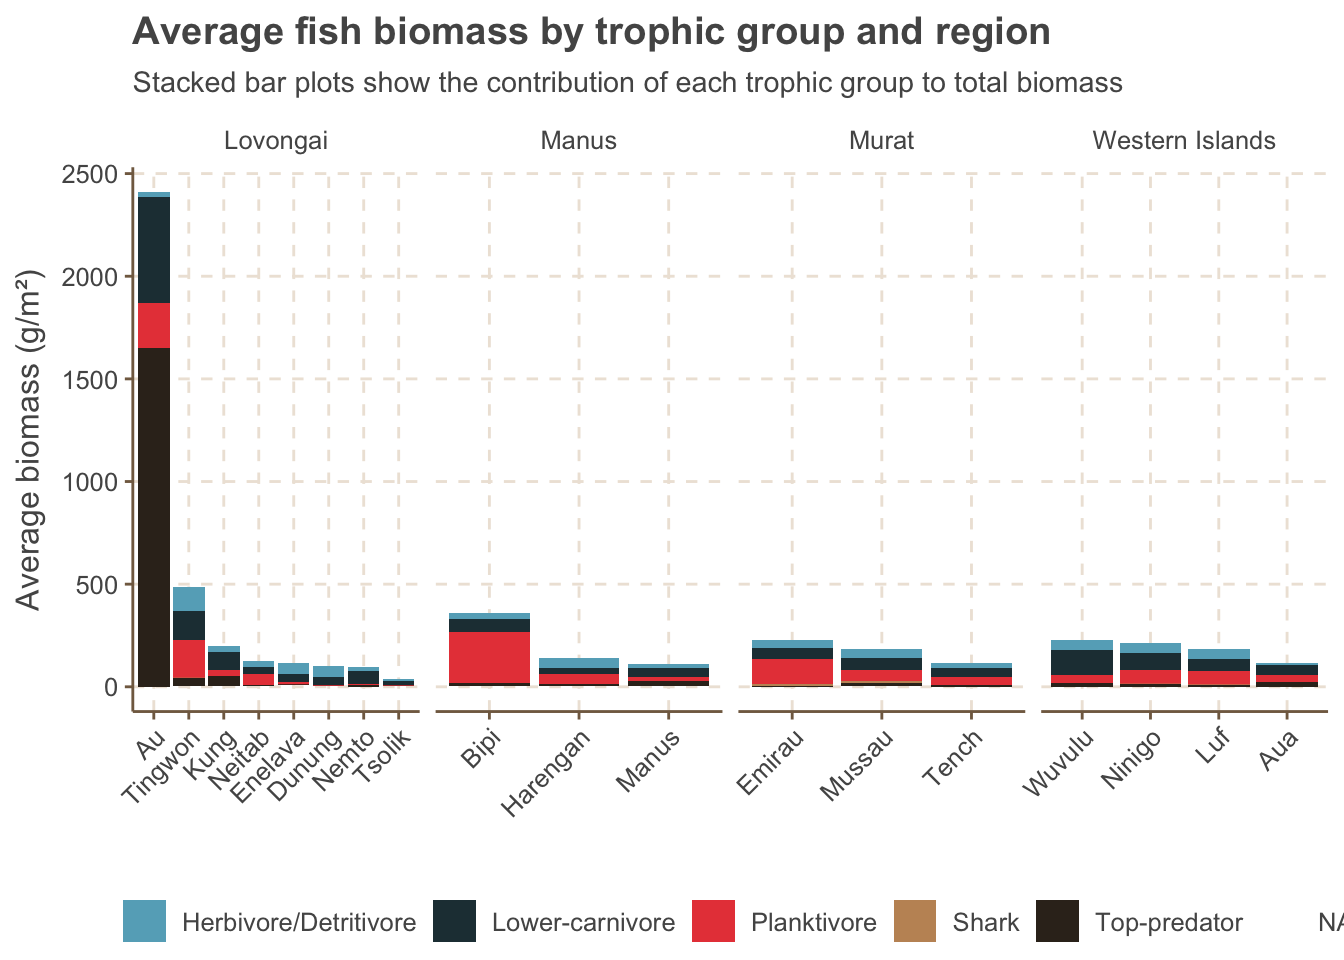 Average fish biomass by trophic group and region
Stacked bar plots show the contribution of each trophic group to total biomass
Lovongai Manus Murat Western Islands
Average biomass (g/m²)
2500
2000
1500
1000
500
0
Au Tingwon Kung Neitab Enelava Dunung Nemto Tsolik Bipi Harengan Manus Emirau Mussau Tench Wuvulu Ninigo Luf Aua
Herbivore/Detritivore Lower-carnivore Planktivore Shark Top-predator